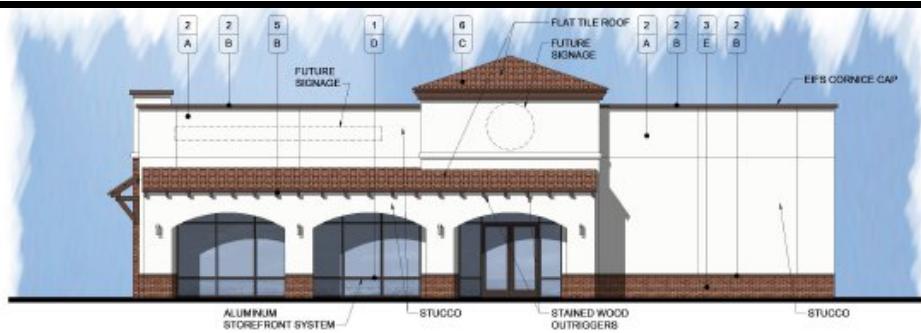 2 2 5 1 6 2 2 3 2
A B B D C A B E B
FLAT TILE ROOF
FUTURE
SIGNAGE
FUTURE
SIGNAGE
EIFS CORNICE CAP
ALUMINUM
STOREFRONT SYSTEM
STUCCO
STAINED WOOD
OUTRIGGERS
STUCCO